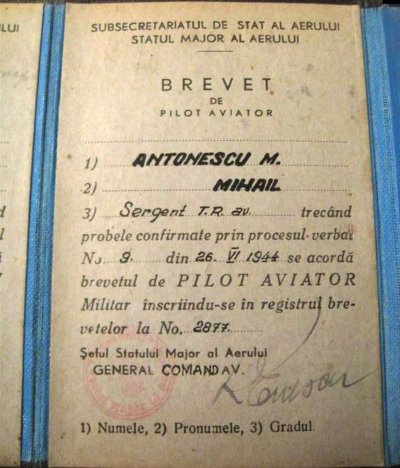 SUBSECRETARIATUL DE STAT AL AERULUI
STATUL MAJOR AL AERULUI
BREVET
DE
PILOT AVIATOR
1) ANTONESCU M.
2) MIHAIL
3) Sergent T.R. av. trecând
probele confirmate prin procesul-verbal
No 9. din 26. VI 1944 se acordă
brevetul de PILOT AVIATOR
Militar înscriindu-se în registrul bre-
vetelor la No. 2877.
Șeful Statului Major al Aerului
GENERAL COMAND AV.
1) Numele, 2) Pronumele, 3) Gradul.